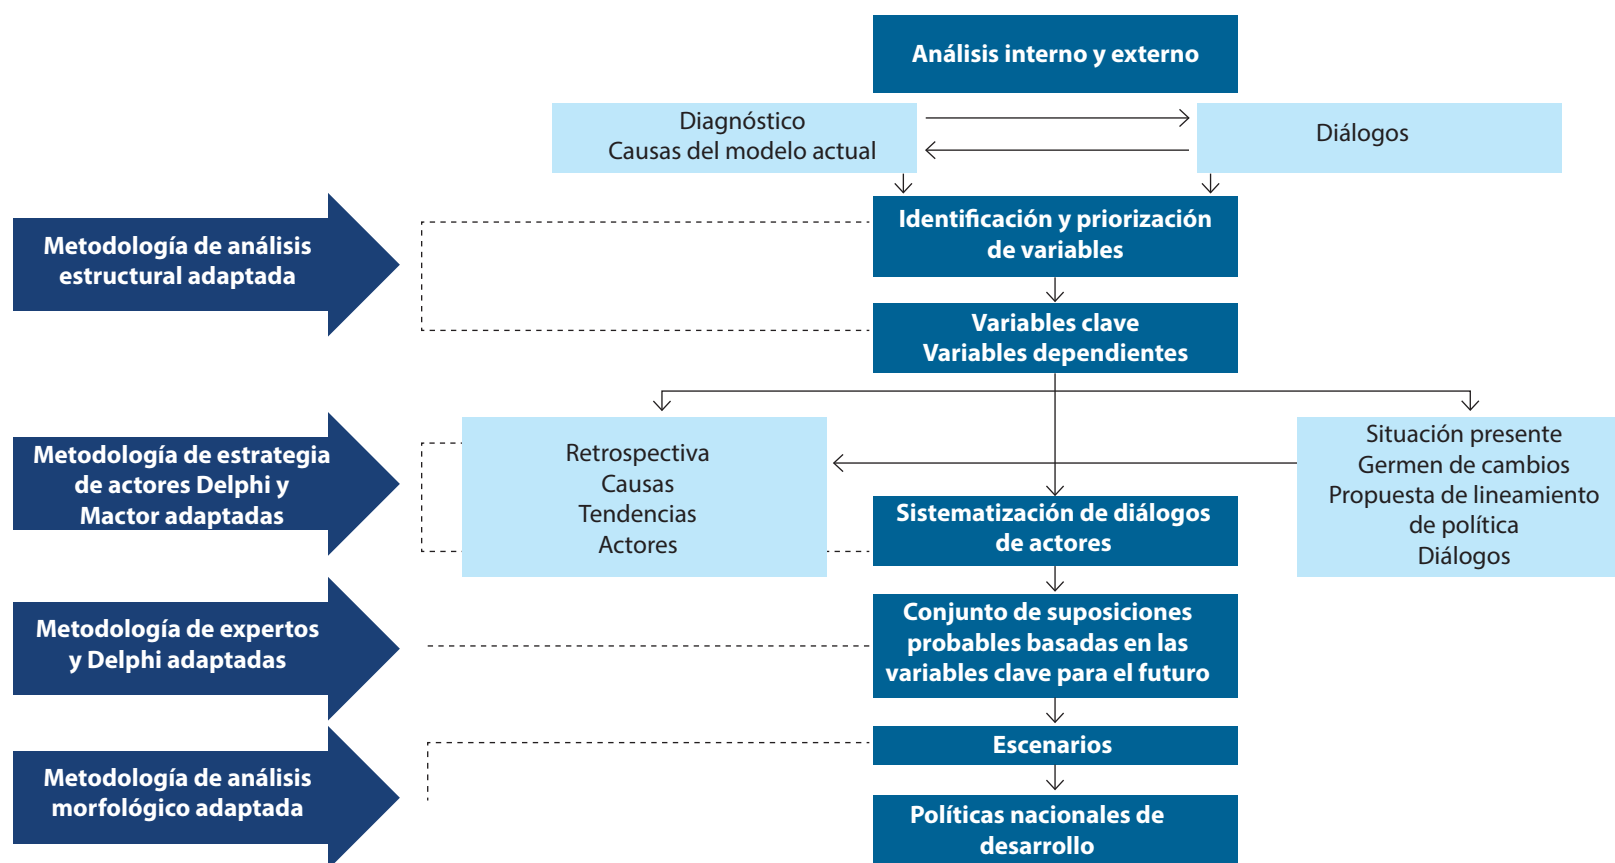 Análisis interno y externo
Diagnóstico
Causas del modelo actual
Diálogos
Metodología de análisis
estructural adaptada
Identificación y priorización
de variables
Variables clave
Variables dependientes
Metodología de estrategia
de actores Delphi y
Mactor adaptadas
Retrospectiva
Causas
Tendencias
Actores
Situación presente
Germen de cambios
Propuesta de lineamiento
de política
Diálogos
Sistematización de diálogos
de actores
Metodología de expertos
y Delphi adaptadas
Conjunto de suposiciones
probables basadas en las
variables clave para el futuro
Metodología de análisis
morfológico adaptada
Escenarios
Políticas nacionales de
desarrollo